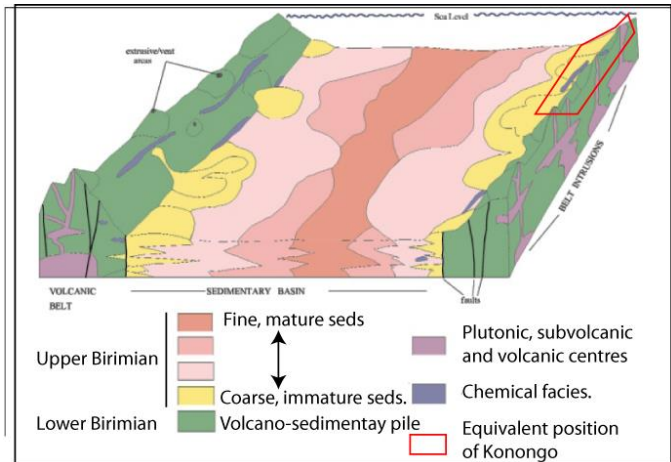 Sea Level
extrusive/vent
areas
BELT INTRUSIONS
VOLCANIC
BELT
SEDIMENTARY BASIN
faults
Fine, mature seds
Upper Birimian
Coarse, immature seds.
Lower Birimian
Volcano-sedimentay pile
Plutonic, subvolcanic
and volcanic centres
Chemical facies.
Equivalent position
of Konongo